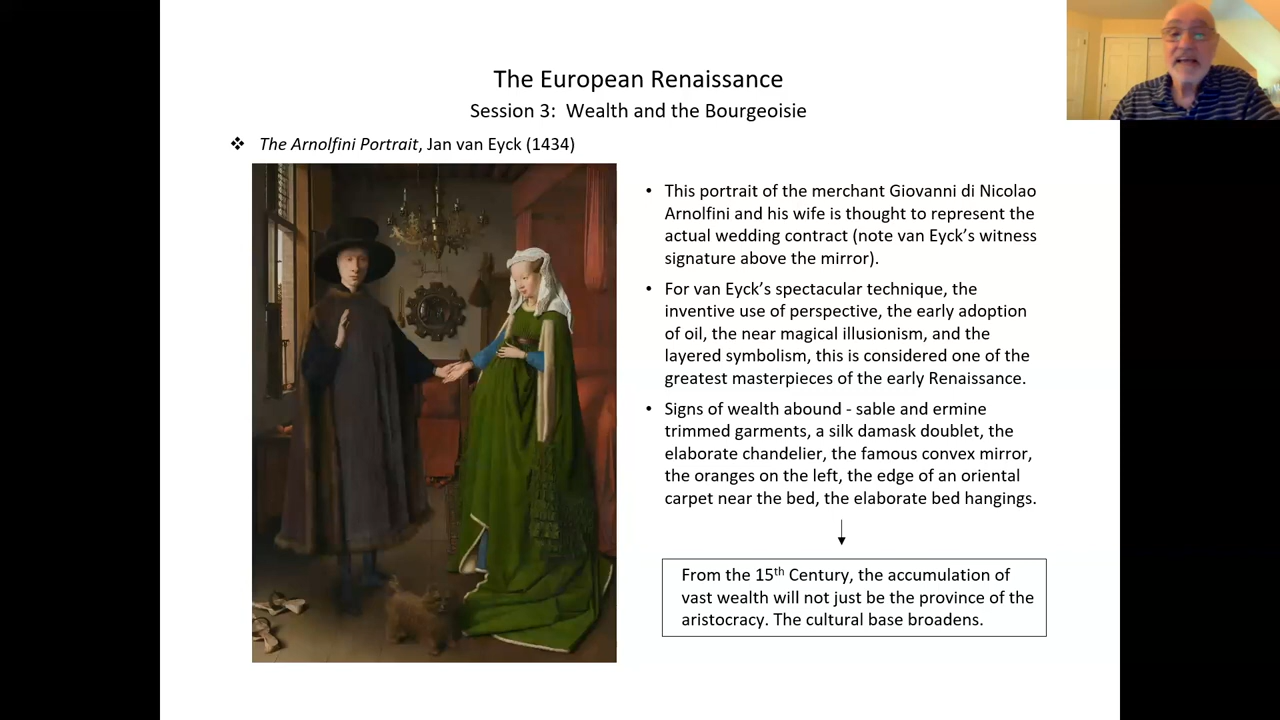 The European Renaissance
Session 3: Wealth and the Bourgeoisie
❖ The Arnolfini Portrait, Jan van Eyck (1434)
• This portrait of the merchant Giovanni di Nicolao
Arnolfini and his wife is thought to represent the
actual wedding contract (note van Eyck’s witness
signature above the mirror).
• For van Eyck’s spectacular technique, the
inventive use of perspective, the early adoption
of oil, the near magical illusionism, and the
layered symbolism, this is considered one of the
greatest masterpieces of the early Renaissance.
• Signs of wealth abound - sable and ermine
trimmed garments, a silk damask doublet, the
elaborate chandelier, the famous convex mirror,
the oranges on the left, the edge of an oriental
carpet near the bed, the elaborate bed hangings.
From the 15th Century, the accumulation of
vast wealth will not just be the province of the
aristocracy. The cultural base broadens.